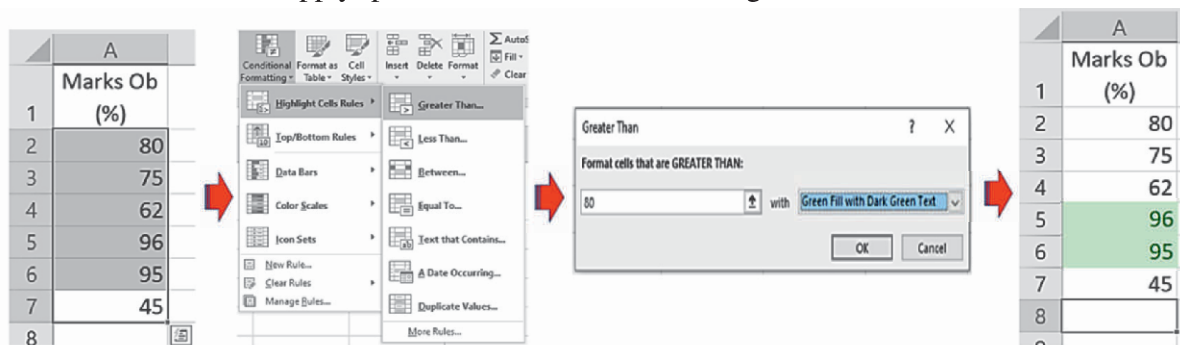 A
Marks Ob
1 (%)
2 80
3 75
4 62
5 96
6 95
7 45
8
Conditional Formatting
Format as Table
Cell Styles
Insert
Delete
Format
AutoS
Fill
Clear
Highlight Cells Rules
Top/Bottom Rules
Data Bars
Color Scales
Icon Sets
New Rule...
Clear Rules
Manage Rules...
Greater Than...
Less Than...
Between...
Equal To...
Text that Contains...
A Date Occurring...
Duplicate Values...
More Rules...
Greater Than ? X
Format cells that are GREATER THAN:
80 with Green Fill with Dark Green Text
OK Cancel
A
Marks Ob
1 (%)
2 80
3 75
4 62
5 96
6 95
7 45
8